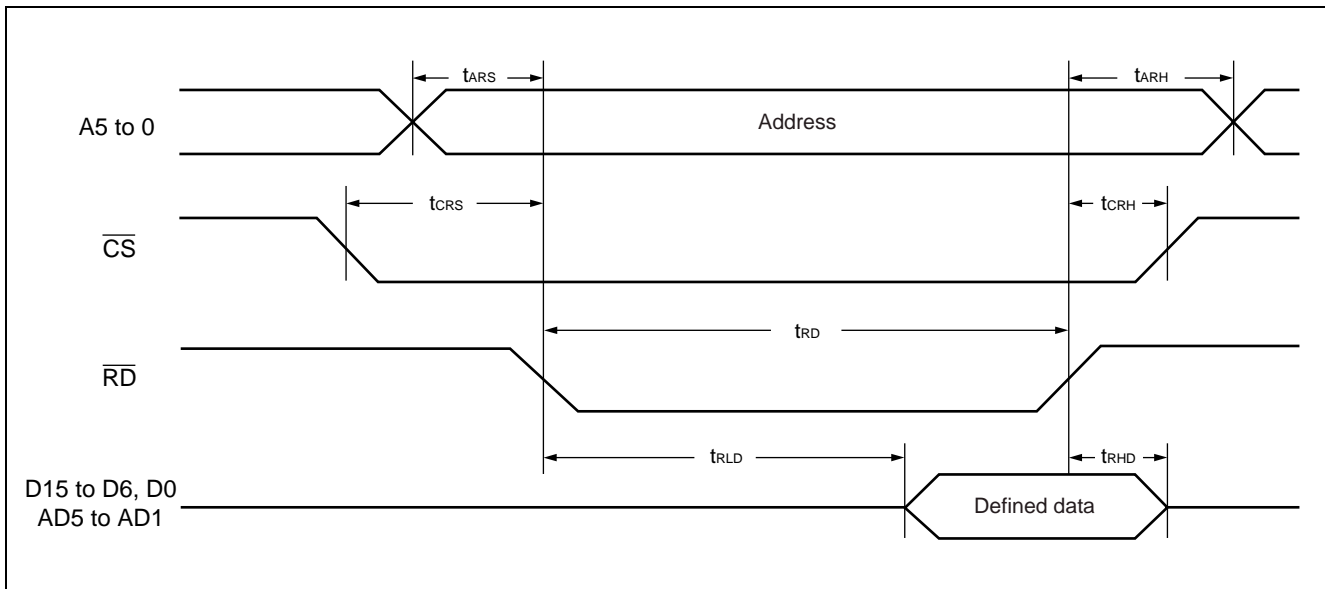 tARS
tARH
A5 to 0
Address
tCRS
tCRH
CS
tRD
RD
tRLD
tRHD
D15 to D6, D0
AD5 to AD1
Defined data